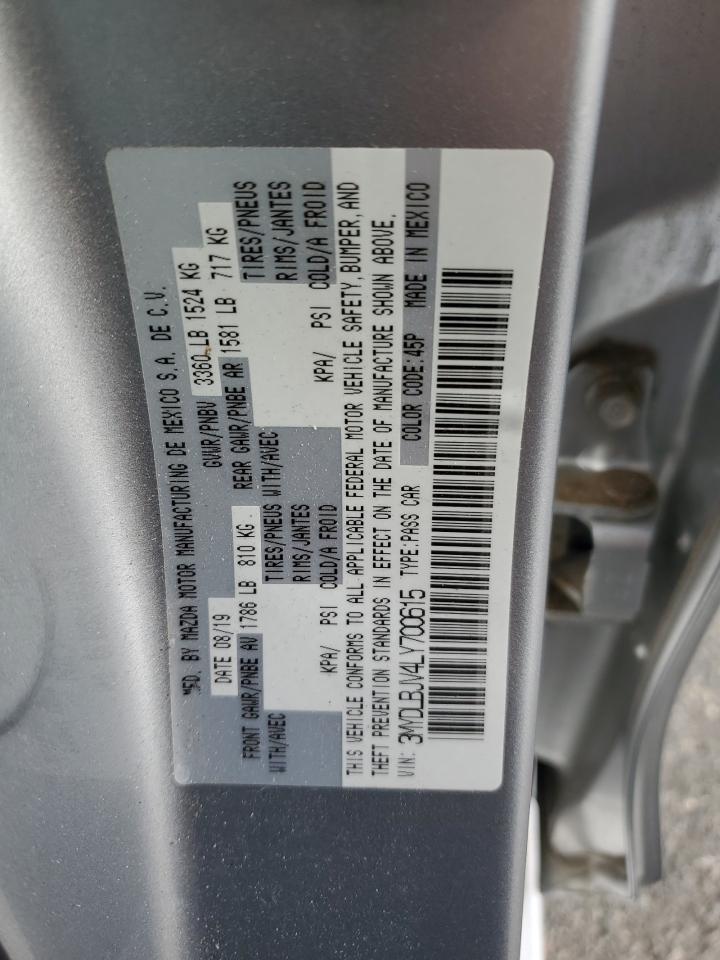 MFD. BY MAZDA MOTOR MANUFACTURING DE MEXICO S.A. DE C.V.
DATE 08/19 GVWR/PNBV 3360 LB 1524 KG
FRONT GAWR/PNBE AV 1786 LB 810 KG REAR GAWR/PNBE AR 1581 LB 717 KG
WITH/AVEC TIRES/PNEUS WITH/AVEC TIRES/PNEUS
RIMS/JANTES RIMS/JANTES
KPA/ PSI COLD/A FROID KPA/ PSI COLD/A FROID
THIS VEHICLE CONFORMS TO ALL APPLICABLE FEDERAL MOTOR VEHICLE SAFETY, BUMPER, AND
THEFT PREVENTION STANDARDS IN EFFECT ON THE DATE OF MANUFACTURE SHOWN ABOVE.
VIN: 3MYDLBJV4LY700615 TYPE:PASS CAR COLOR CODE:45P MADE IN MEXICO